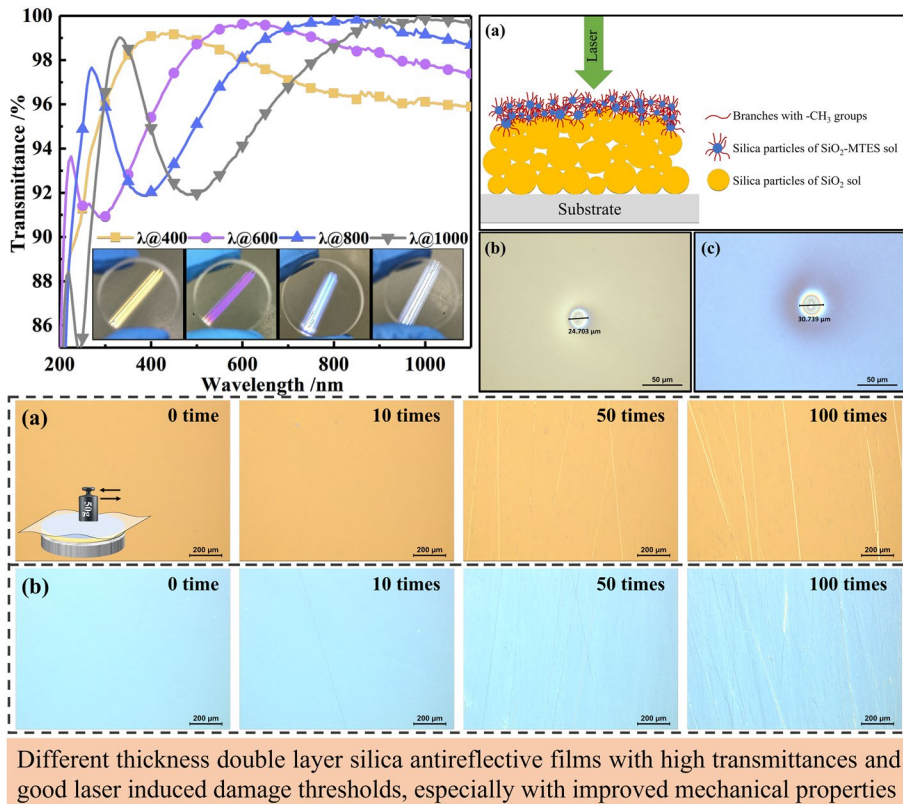 100
98
96
94
92
90
88
86
Transmittance /%
λ@400 λ@600 λ@800 λ@1000
200 400 600 800 1000
Wavelength /nm
(a)
Laser
Branches with -CH₃ groups
Silica particles of SiO₂-MTES sol
Silica particles of SiO₂ sol
Substrate
(b)
24.703 μm
50 μm
(c)
30.739 μm
50 μm
(a) 0 time
50g
200 μm
10 times
200 μm
50 times
200 μm
100 times
200 μm
(b) 0 time
200 μm
10 times
200 μm
50 times
200 μm
100 times
200 μm
Different thickness double layer silica antireflective films with high transmittances and
good laser induced damage thresholds, especially with improved mechanical properties